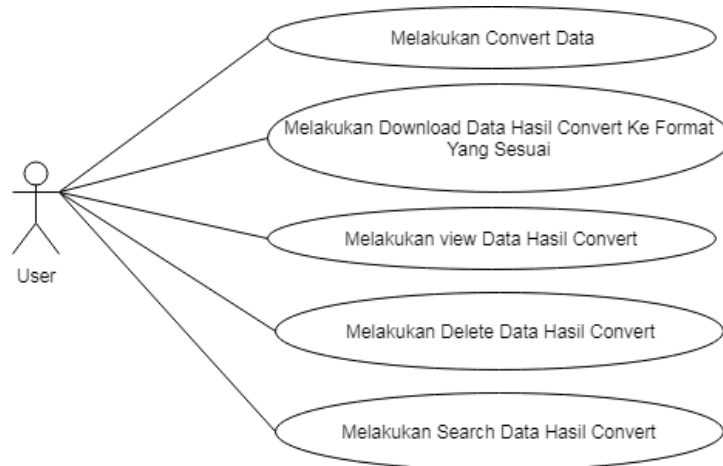 Melakukan Convert Data
Melakukan Download Data Hasil Convert Ke Format
Yang Sesuai
Melakukan view Data Hasil Convert
User
Melakukan Delete Data Hasil Convert
Melakukan Search Data Hasil Convert